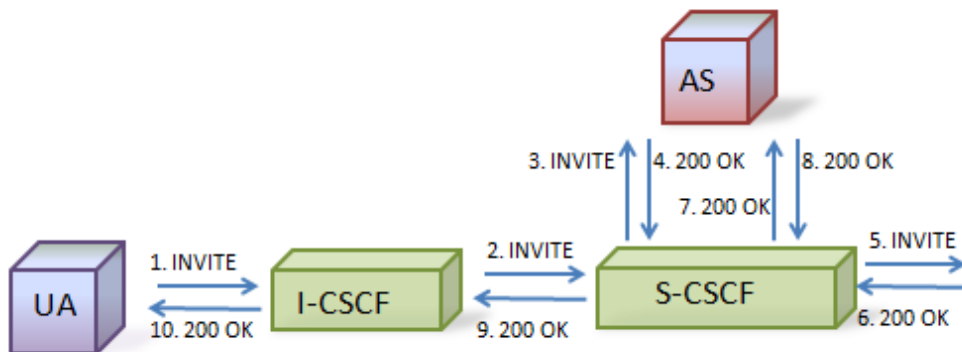 AS
3. INVITE
4. 200 OK
8. 200 OK
7. 200 OK
1. INVITE
2. INVITE
5. INVITE
UA
I-CSCF
S-CSCF
10. 200 OK
9. 200 OK
6. 200 OK